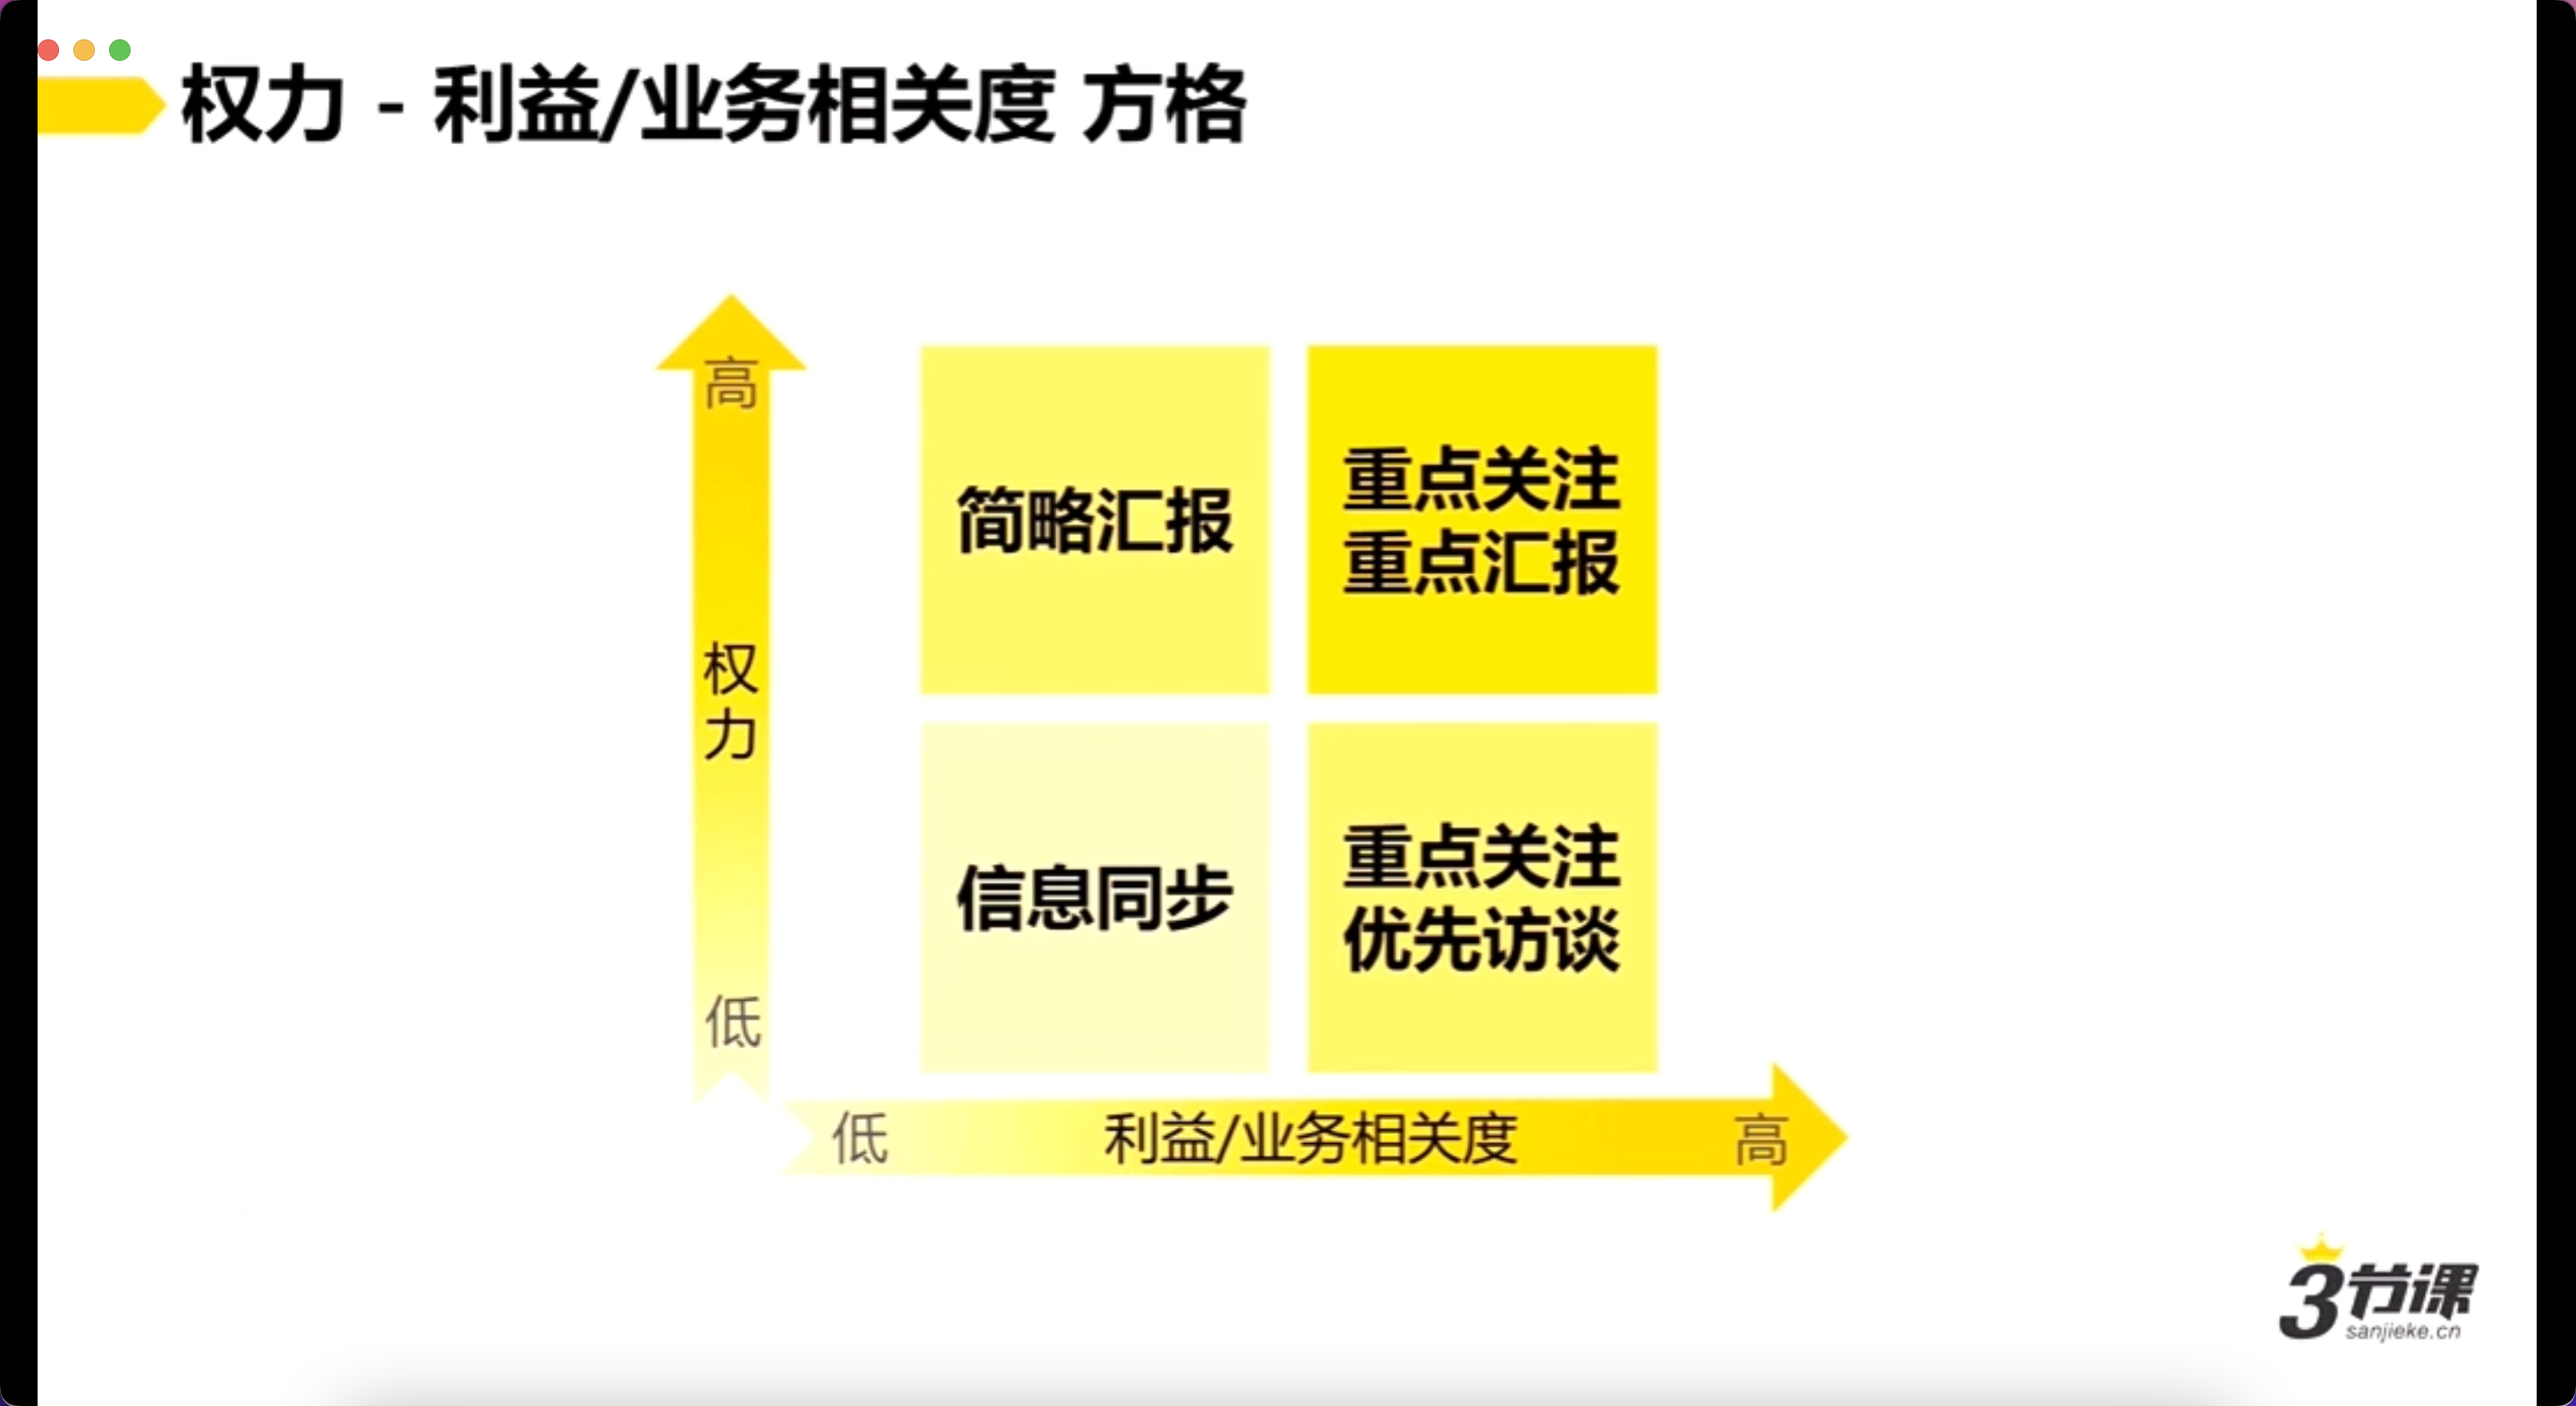 权力 - 利益/业务相关度 方格
高
权力
低
简略汇报
重点关注
重点汇报
信息同步
重点关注
优先访谈
低
利益/业务相关度
高
3节课
sanjieke.cn